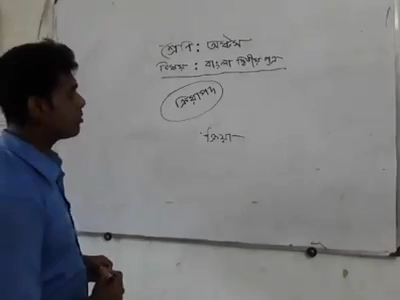 শ্রেণি : অষ্টম
বিষয় : বাংলা দ্বিতীয় পত্র
ক্রিয়াপদ
ক্রিয়া